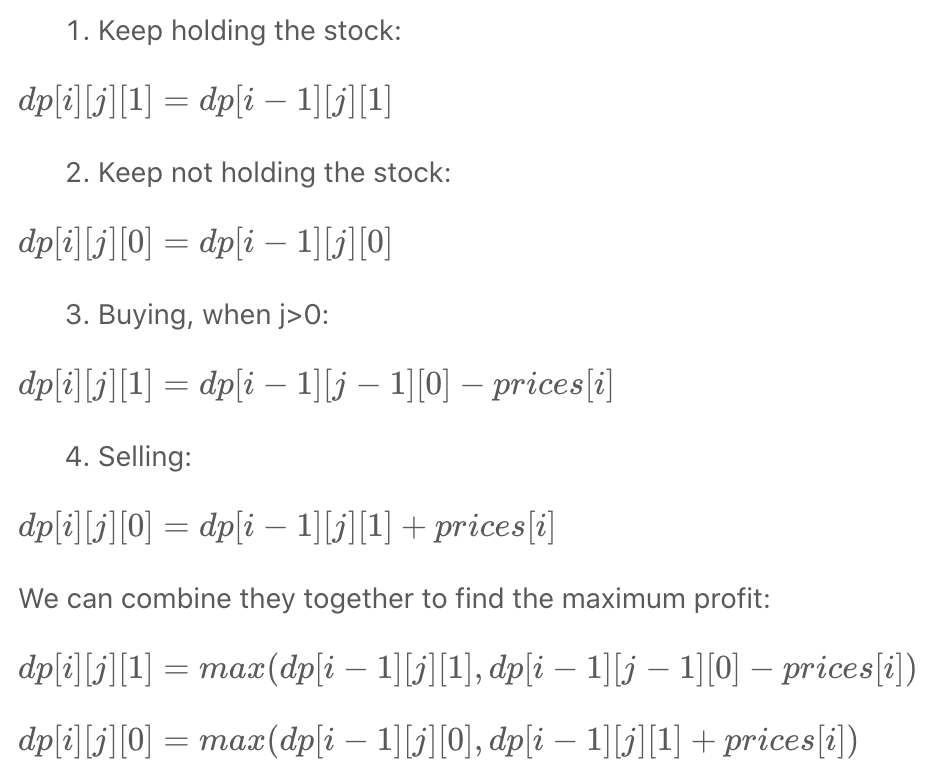 1. Keep holding the stock:
dp[i][j][1] = dp[i − 1][j][1]
2. Keep not holding the stock:
dp[i][j][0] = dp[i − 1][j][0]
3. Buying, when j>0:
dp[i][j][1] = dp[i − 1][j − 1][0] − prices[i]
4. Selling:
dp[i][j][0] = dp[i − 1][j][1] + prices[i]
We can combine they together to find the maximum profit:
dp[i][j][1] = max(dp[i − 1][j][1], dp[i − 1][j − 1][0] − prices[i])
dp[i][j][0] = max(dp[i − 1][j][0], dp[i − 1][j][1] + prices[i])